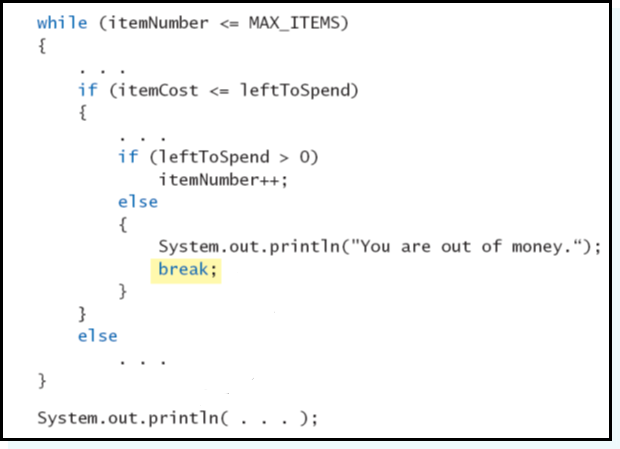 while (itemNumber <= MAX_ITEMS)
{
. . .
if (itemCost <= leftToSpend)
{
. . .
if (leftToSpend > 0)
itemNumber++;
else
{
System.out.println("You are out of money.“);
break;
}
}
else
. . .
}
System.out.println( . . . );